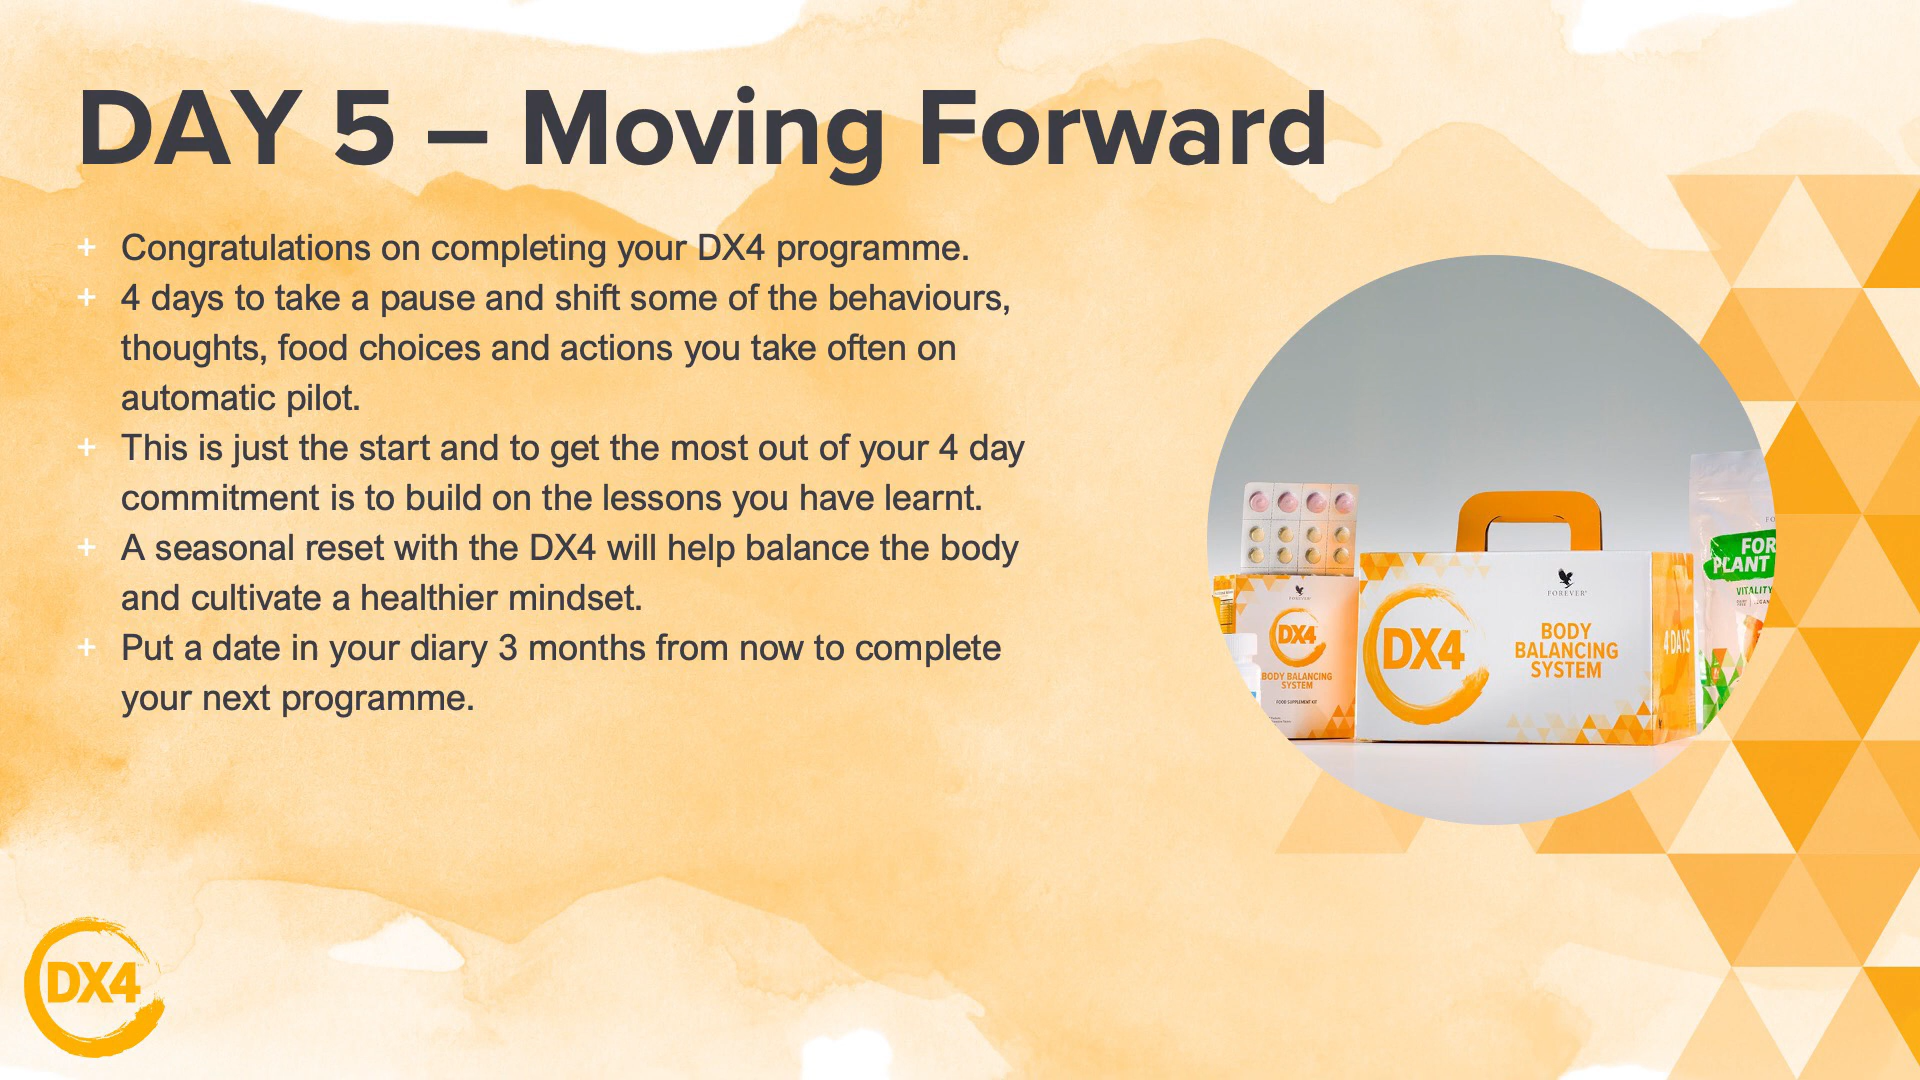 DAY 5 – Moving Forward
+ Congratulations on completing your DX4 programme.
+ 4 days to take a pause and shift some of the behaviours,
thoughts, food choices and actions you take often on
automatic pilot.
+ This is just the start and to get the most out of your 4 day
commitment is to build on the lessons you have learnt.
+ A seasonal reset with the DX4 will help balance the body
and cultivate a healthier mindset.
+ Put a date in your diary 3 months from now to complete
your next programme.
FOREVER
DX4
BODY BALANCING
SYSTEM
FOOD SUPPLEMENT KIT
FOREVER
DX4
BODY
BALANCING
SYSTEM
4 DAYS
FOR
PLANT
VITALITY
DX4